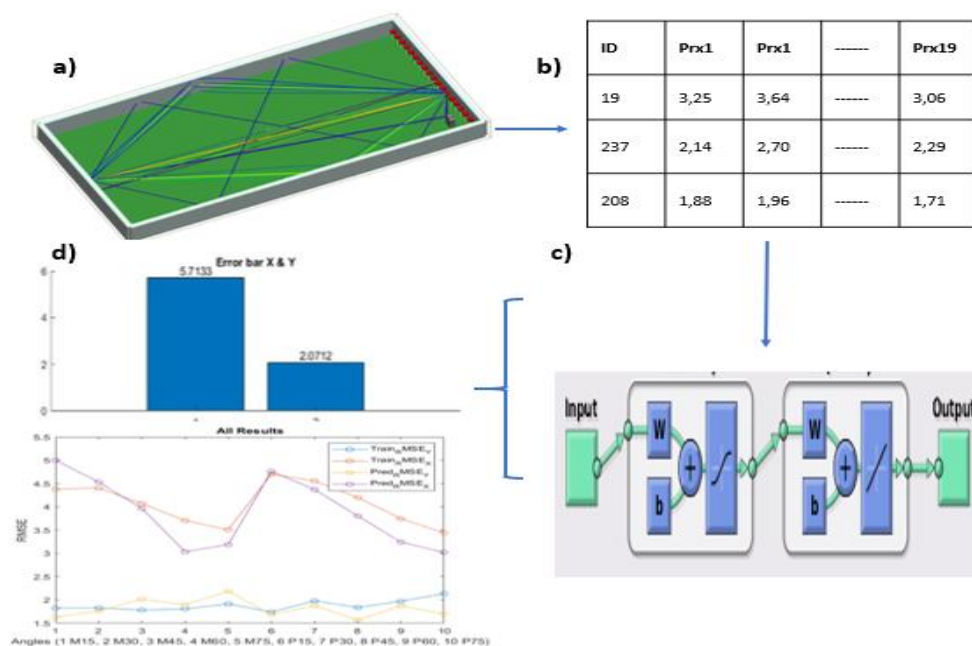 a)
b)
ID Prx1 Prx1 ------ Prx19
19 3,25 3,64 ------ 3,06
237 2,14 2,70 ------ 2,29
208 1,88 1,96 ------ 1,71
d)
Error bar X & Y
6
5.7133
4
2.0712
2
0
All Results
5.5
5
4.5
4
3.5
3
2.5
2
1.5
RMSE
Train_RMSE_Y
Train_RMSE_X
Pred_RMSE_Y
Pred_RMSE_X
1 2 3 4 5 6 7 8 9 10
Angles (1 M15, 2 M30, 3 M45, 4 M60, 5 M75, 6 P15, 7 P30, 8 P45, 9 P60, 10 P75)
c)
Input
W
+
b
W
+
b
Output